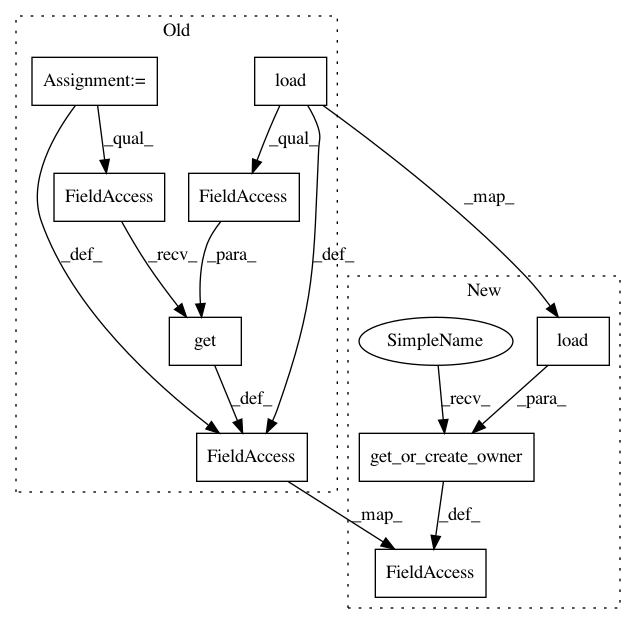 Old
Assignment:=
load
_qual_
_qual_
FieldAccess
FieldAccess
_map_
_def_
_recv_
_para_
_def_
New
get
SimpleName
load
_def_
_recv_
_para_
FieldAccess
get_or_create_owner
_map_
_def_
FieldAccess